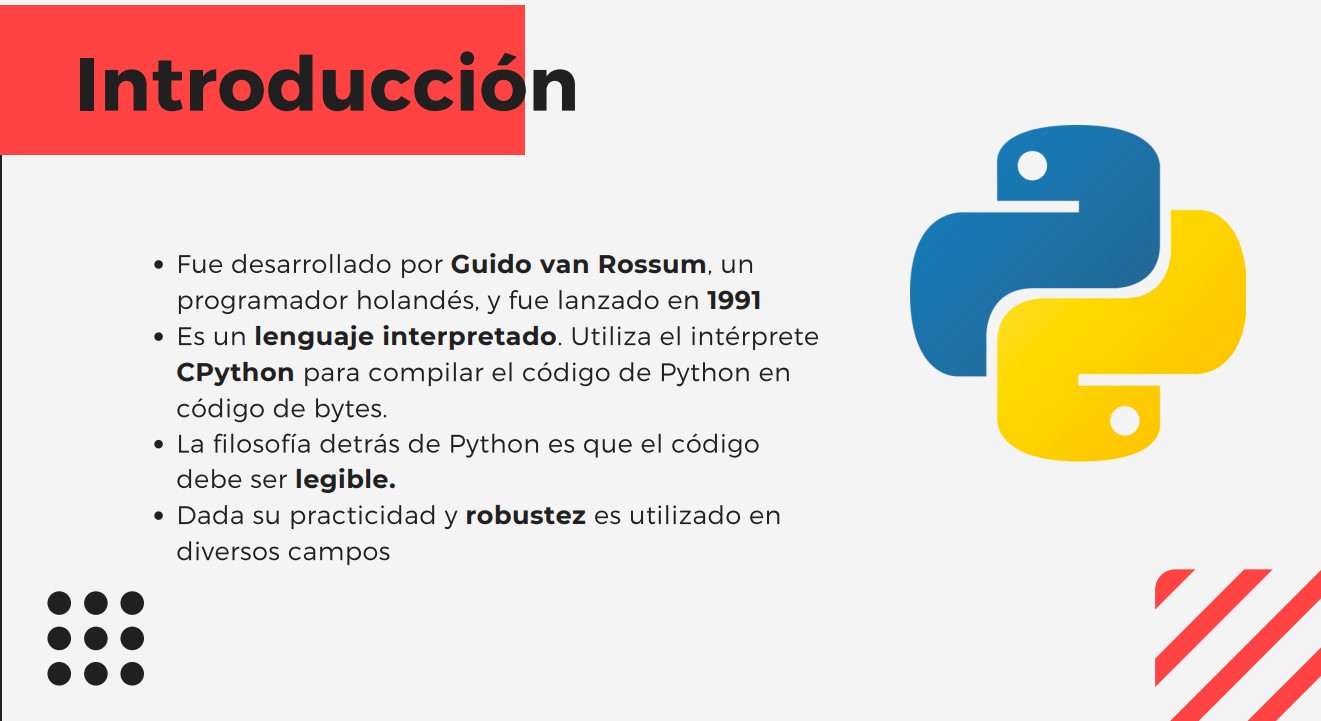 Introducción
• Fue desarrollado por Guido van Rossum, un
programador holandés, y fue lanzado en 1991
• Es un lenguaje interpretado. Utiliza el intérprete
CPython para compilar el código de Python en
código de bytes.
• La filosofía detrás de Python es que el código
debe ser legible.
• Dada su practicidad y robustez es utilizado en
diversos campos